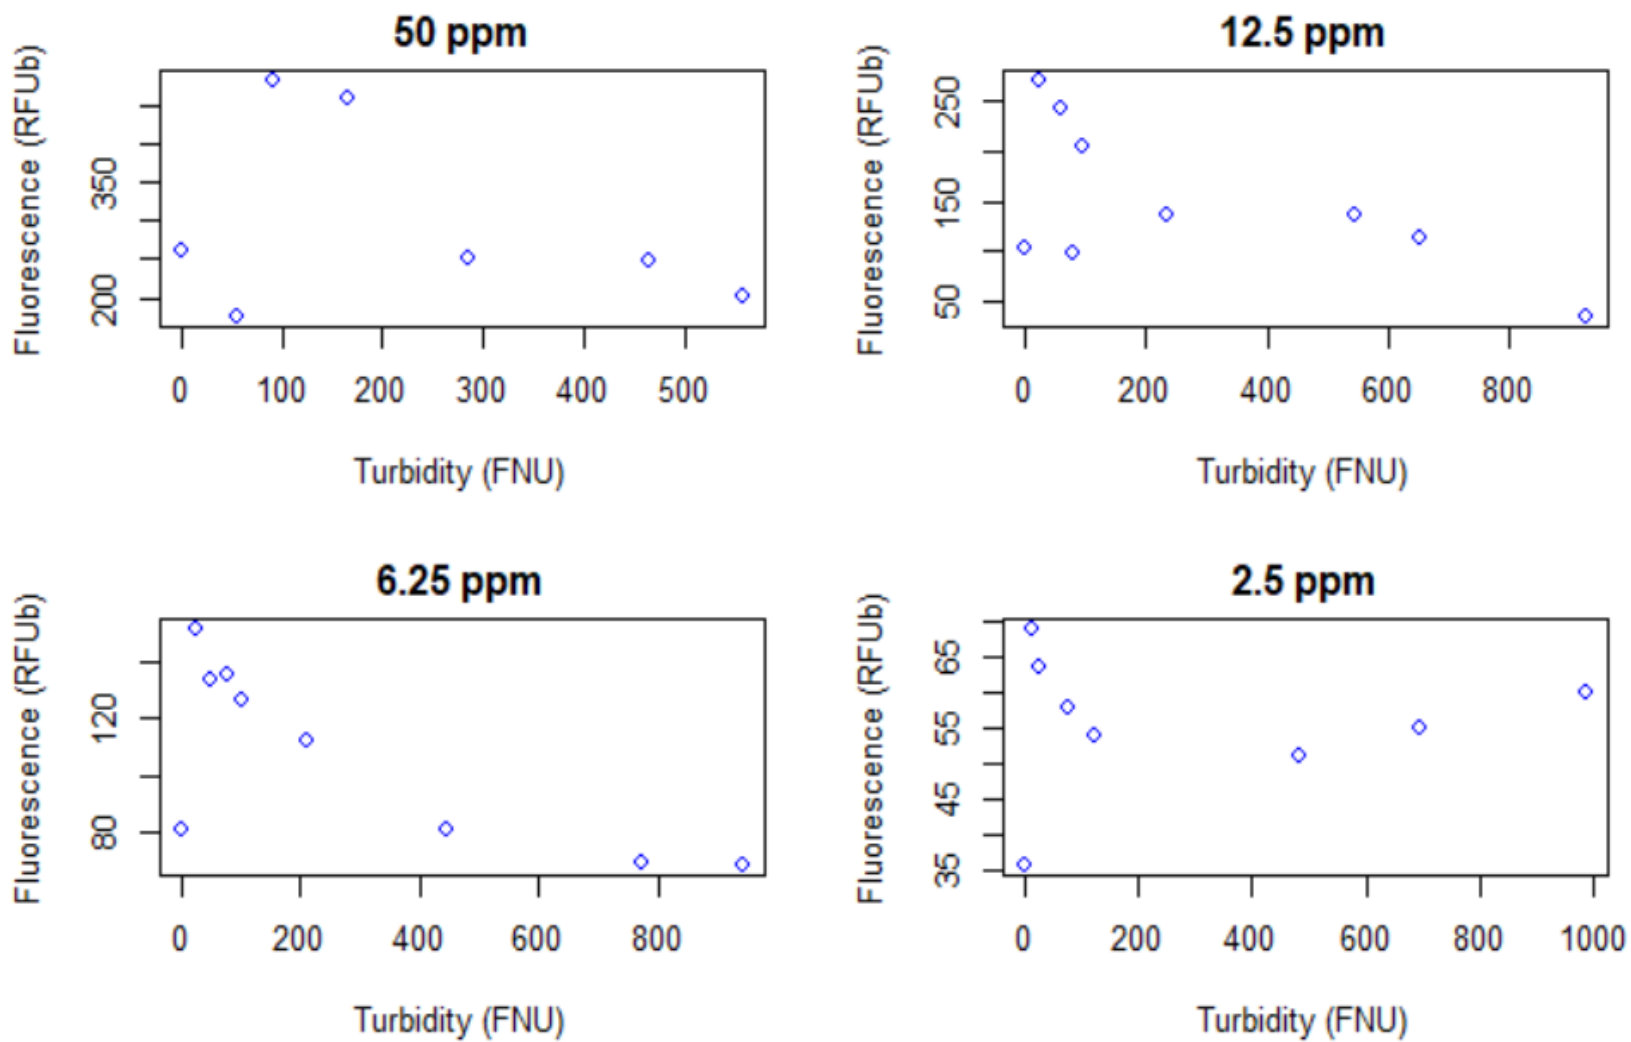 50 ppm
Fluorescence (RFUb)
350
200
0 100 200 300 400 500
Turbidity (FNU)
12.5 ppm
Fluorescence (RFUb)
250
150
50
0 200 400 600 800
Turbidity (FNU)
6.25 ppm
Fluorescence (RFUb)
120
80
0 200 400 600 800
Turbidity (FNU)
2.5 ppm
Fluorescence (RFUb)
65
55
45
35
0 200 400 600 800 1000
Turbidity (FNU)